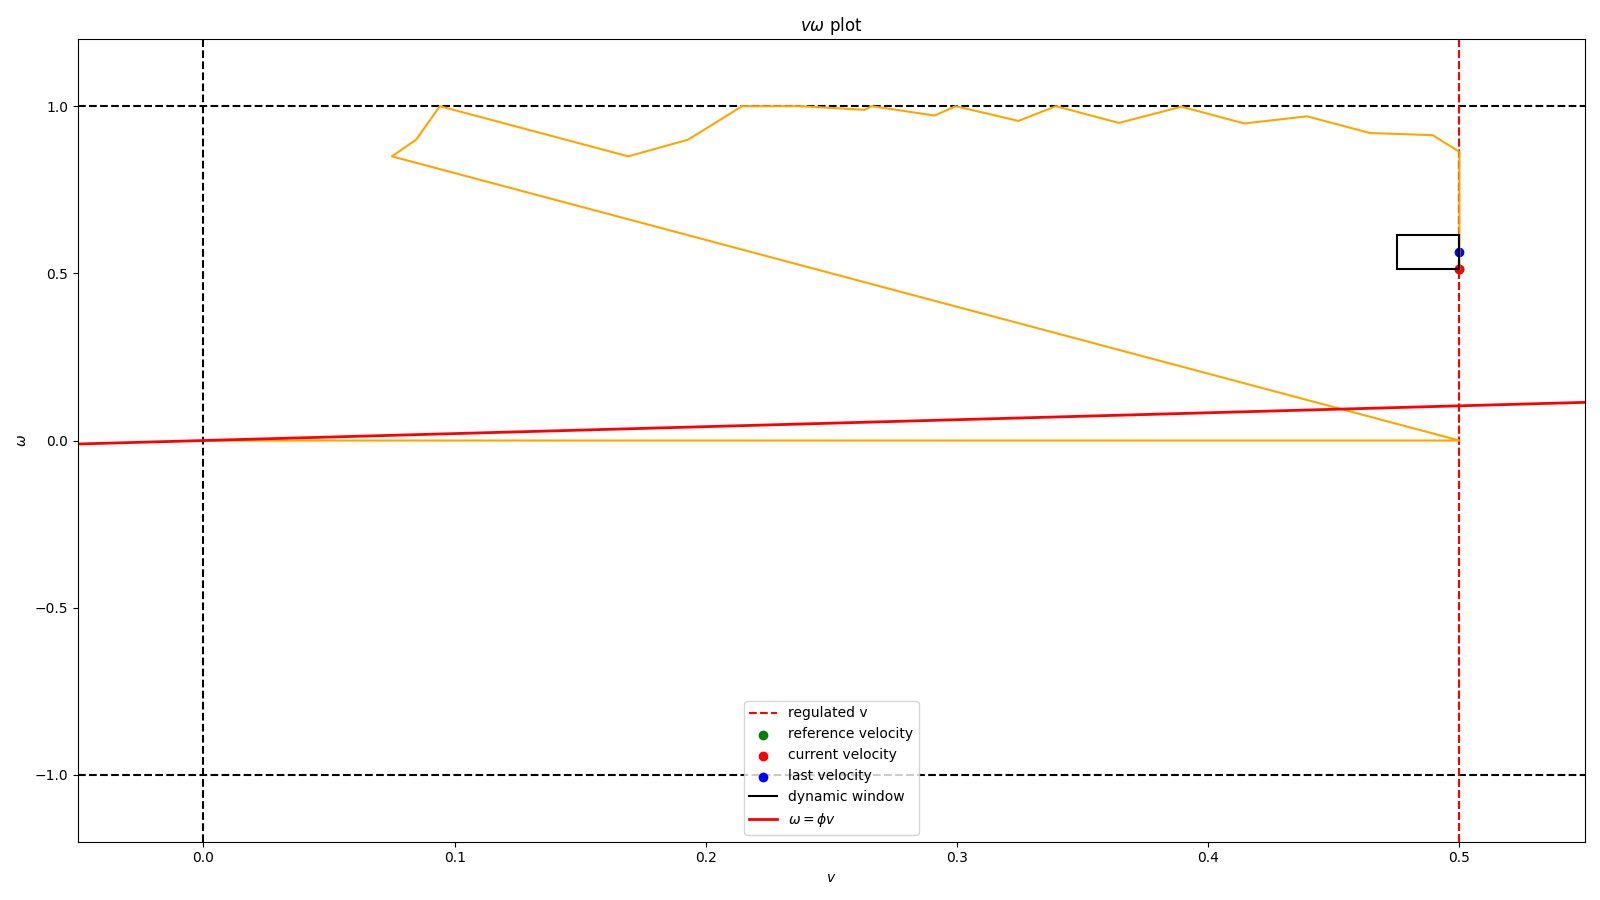 vω plot
1.0
0.5
0.0
−0.5
−1.0
ω
0.0 0.1 0.2 0.3 0.4 0.5
v
regulated v
reference velocity
current velocity
last velocity
dynamic window
ω = ϕv